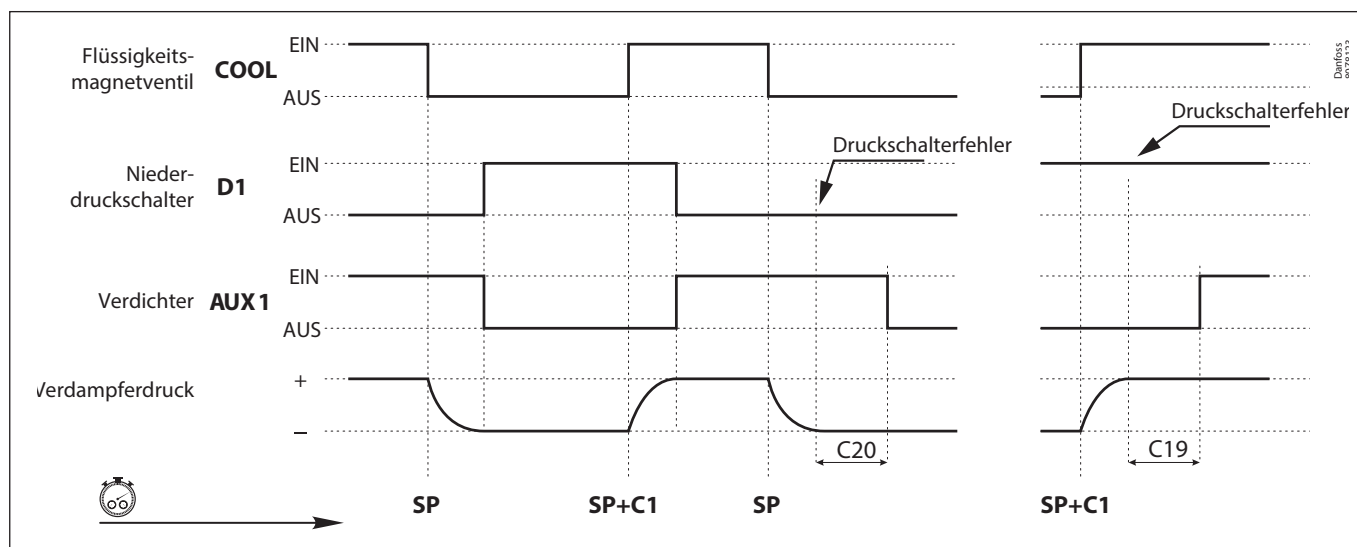 Flüssigkeits-
magnetventil
COOL
EIN
AUS
Danfoss
Druckschalterfehler
Nieder-
druckschalter
D1
EIN
AUS
Druckschalterfehler
Verdichter
AUX 1
EIN
AUS
Verdampferdruck
+
–
C20
C19
SP
SP+C1
SP
SP+C1